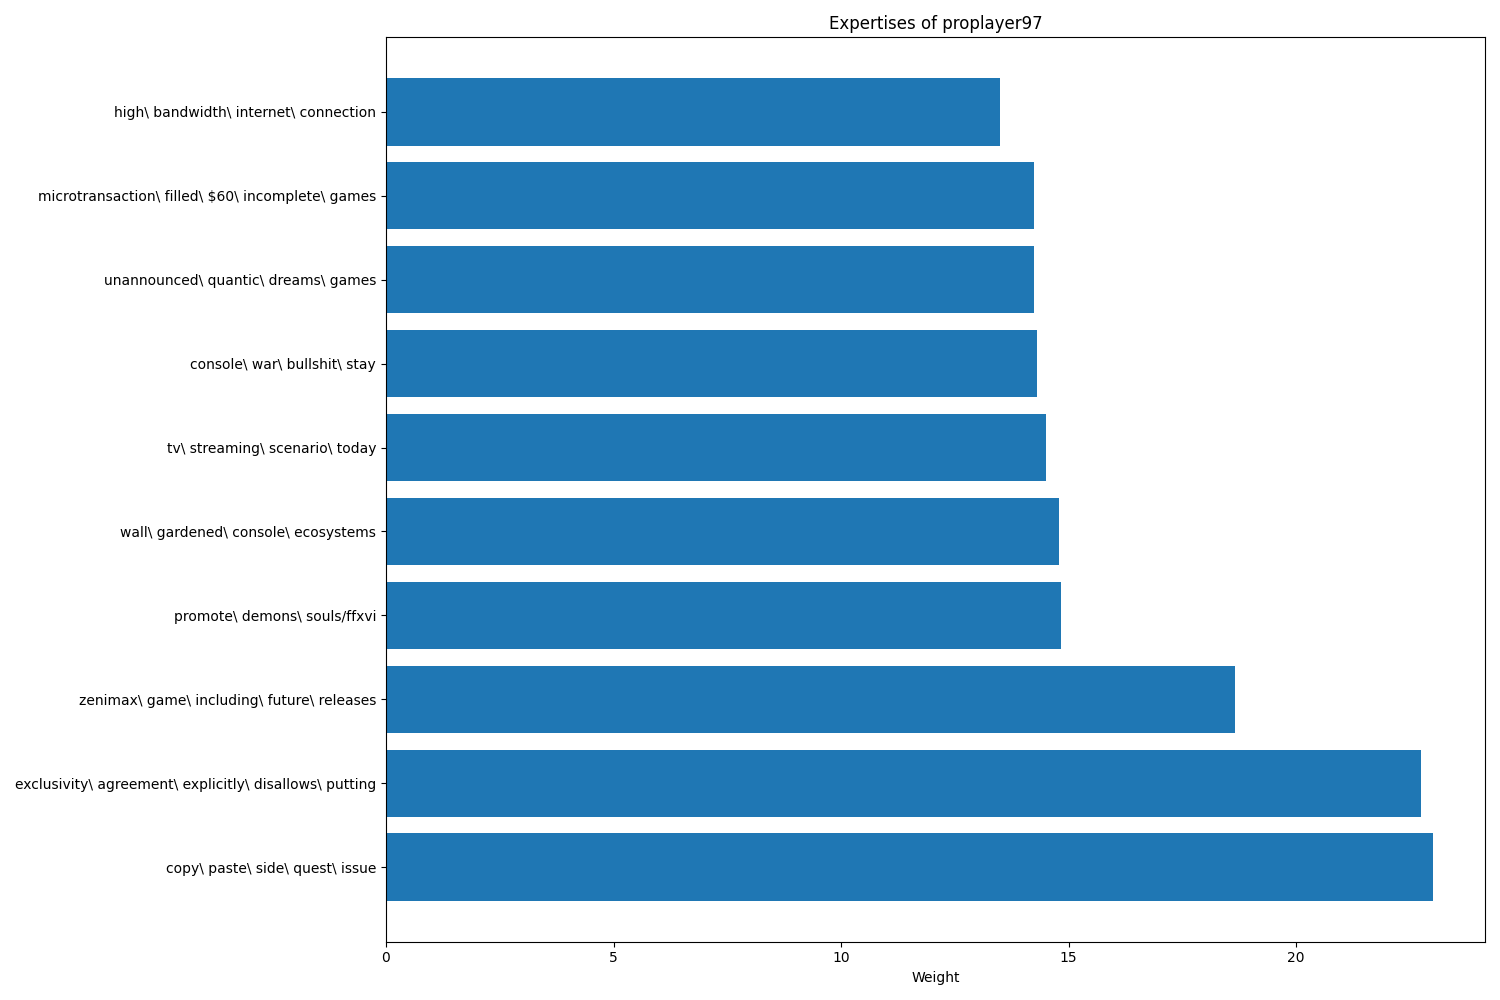 Expertises of proplayer97
high\ bandwidth\ internet\ connection
microtransaction\ filled\ $60\ incomplete\ games
unannounced\ quantic\ dreams\ games
console\ war\ bullshit\ stay
tv\ streaming\ scenario\ today
wall\ gardened\ console\ ecosystems
promote\ demons\ souls/ffxvi
zenimax\ game\ including\ future\ releases
exclusivity\ agreement\ explicitly\ disallows\ putting
copy\ paste\ side\ quest\ issue
0 5 10 15 20
Weight